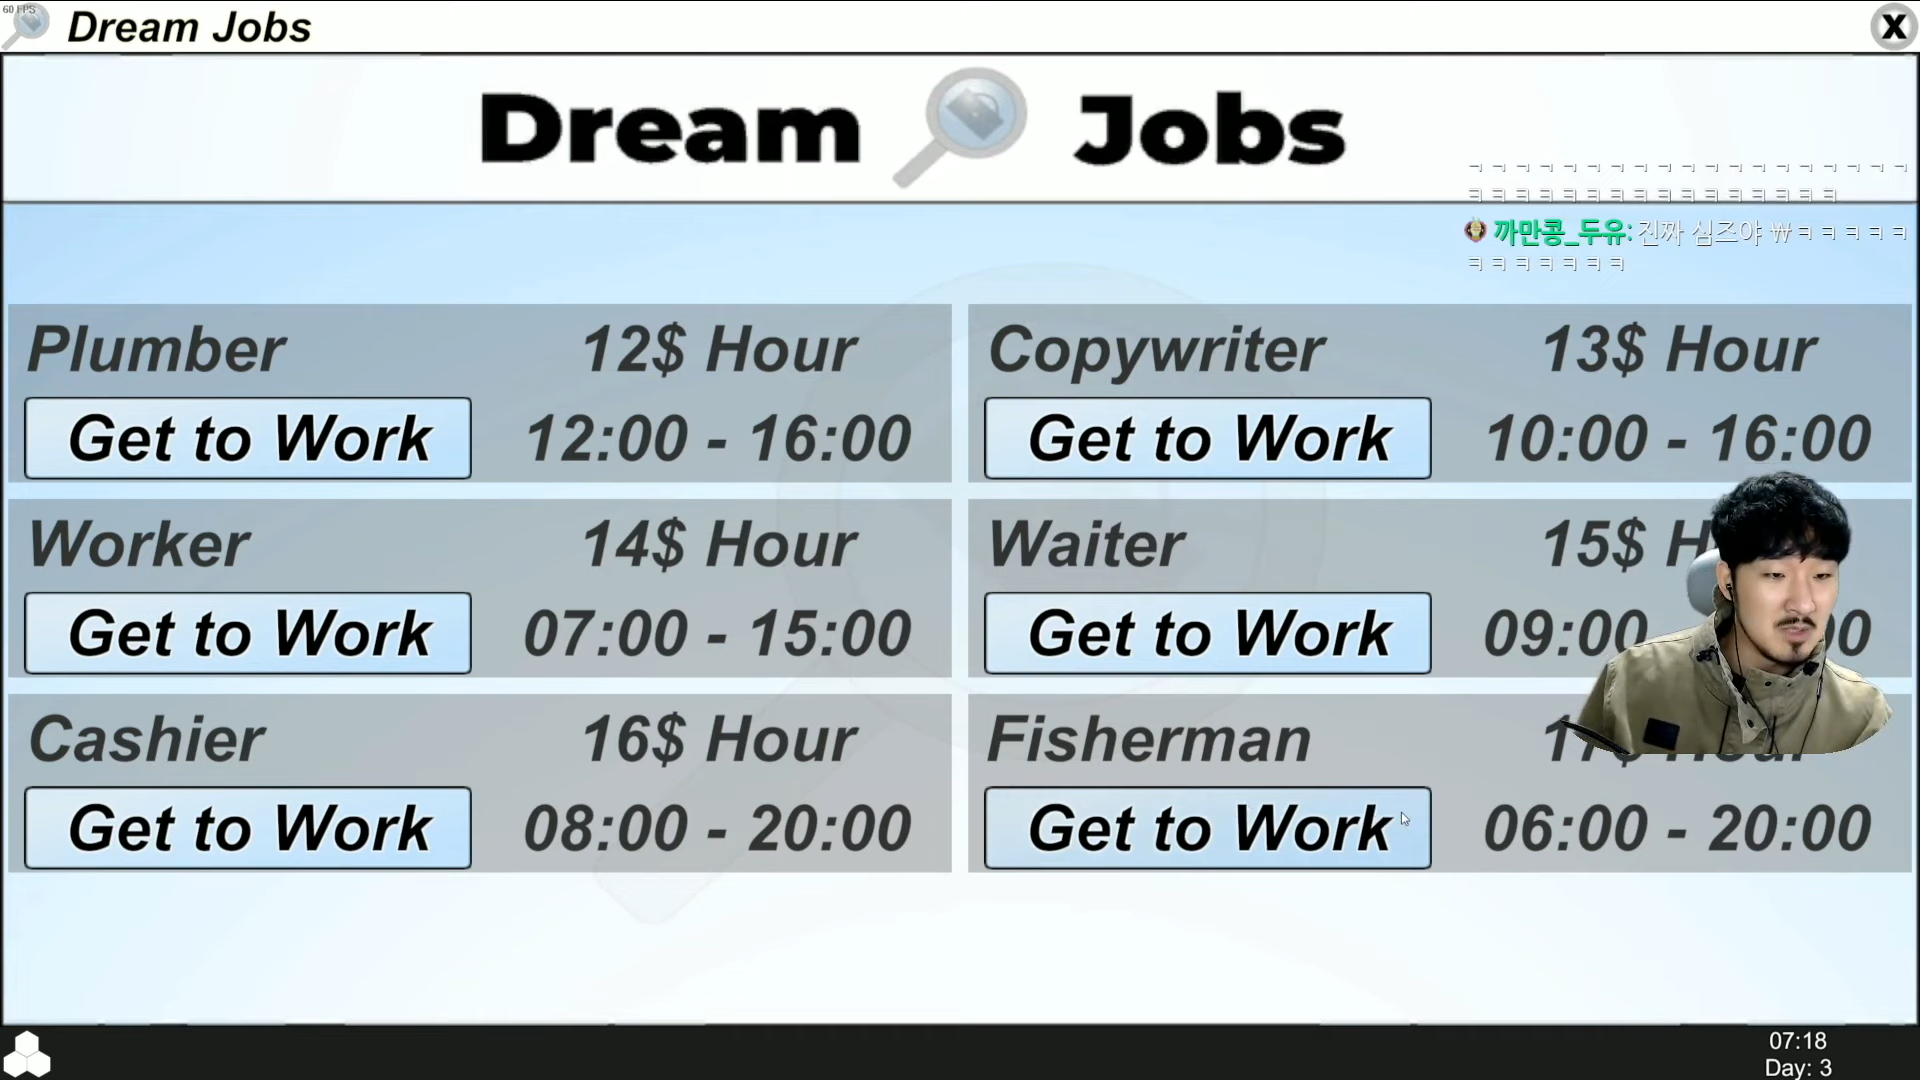 60 FPS
Dream Jobs
X
Dream Jobs
ㅋㅋㅋㅋㅋㅋㅋㅋㅋㅋㅋㅋㅋㅋㅋㅋㅋㅋㅋ
ㅋㅋㅋㅋㅋㅋㅋㅋㅋㅋㅋㅋㅋㅋㅋㅋ
까만콩_두유: 진짜 심즈야 ₩ㅋㅋㅋㅋㅋ
ㅋㅋㅋㅋㅋㅋㅋ
Plumber 12$ Hour
Get to Work 12:00 - 16:00
Copywriter 13$ Hour
Get to Work 10:00 - 16:00
Worker 14$ Hour
Get to Work 07:00 - 15:00
Waiter 15$
Get to Work 09:00
Cashier 16$ Hour
Get to Work 08:00 - 20:00
Fisherman
Get to Work 06:00 - 20:00
07:18
Day: 3